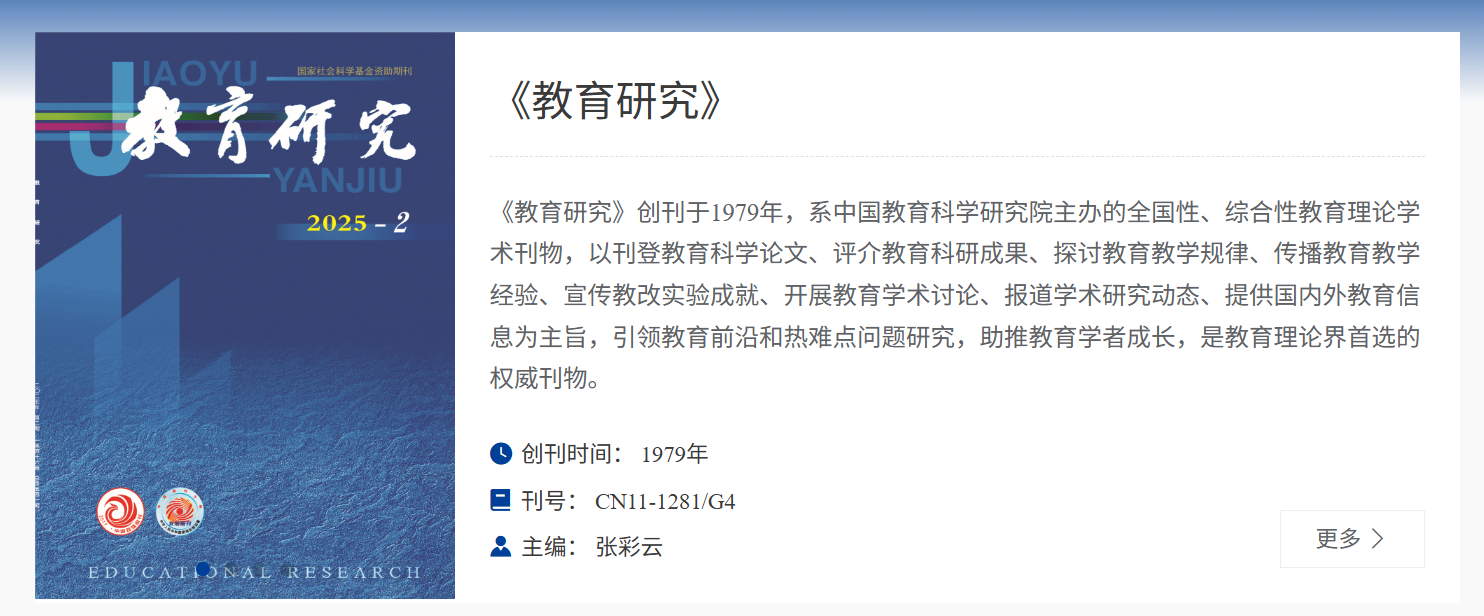 JIAOYU
国家社会科学基金资助期刊
教育研究
YANJIU
2025-2
教育研究
EDUCATIONAL RESEARCH
《教育研究》
《教育研究》创刊于1979年，系中国教育科学研究院主办的全国性、综合性教育理论学
术刊物，以刊登教育科学论文、评介教育科研成果、探讨教育教学规律、传播教育教学
经验、宣传教改实验成就、开展教育学术讨论、报道学术研究动态、提供国内外教育信
息为主旨，引领教育前沿和热难点问题研究，助推教育学者成长，是教育理论界首选的
权威刊物。
创刊时间： 1979年
刊号： CN11-1281/G4
主编： 张彩云
更多